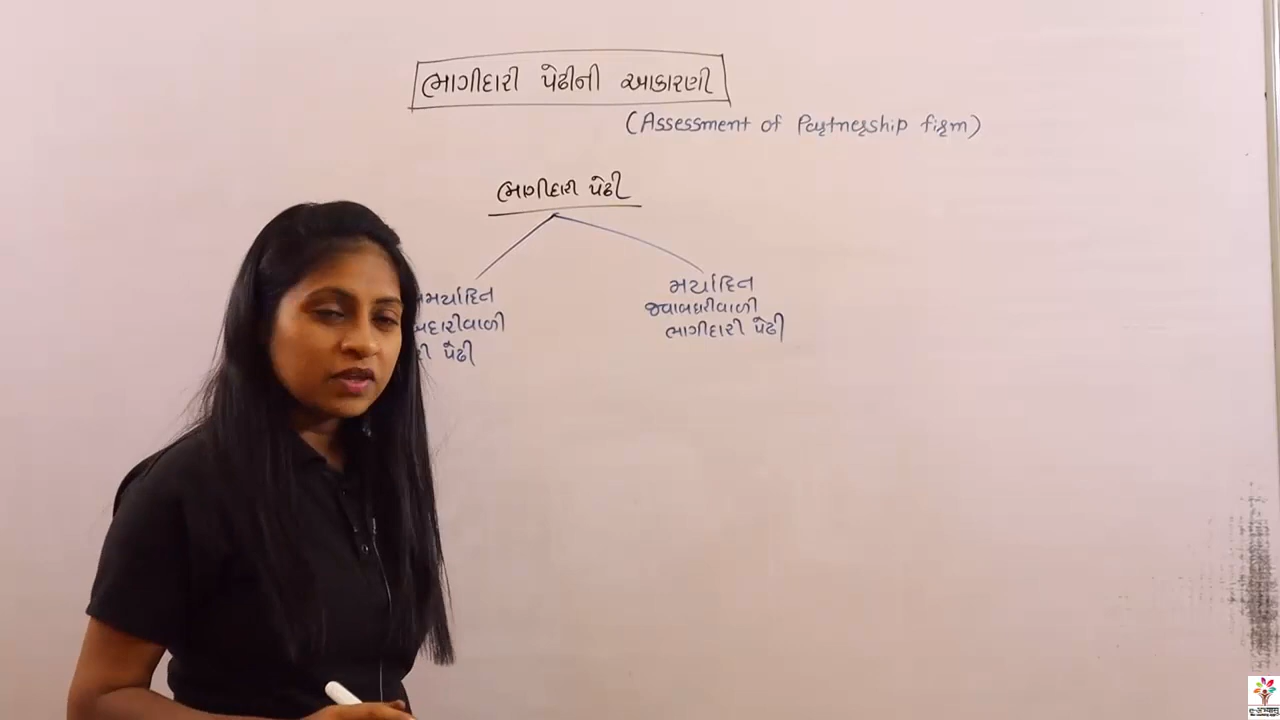 ભાગીદારી પેઢીની આકારણી
(Assessment of Partnership firm)
ભાગીદારી પેઢી
મર્યાદિત
જવાબદારીવાળી
ભાગીદારી પેઢી
પેઢી